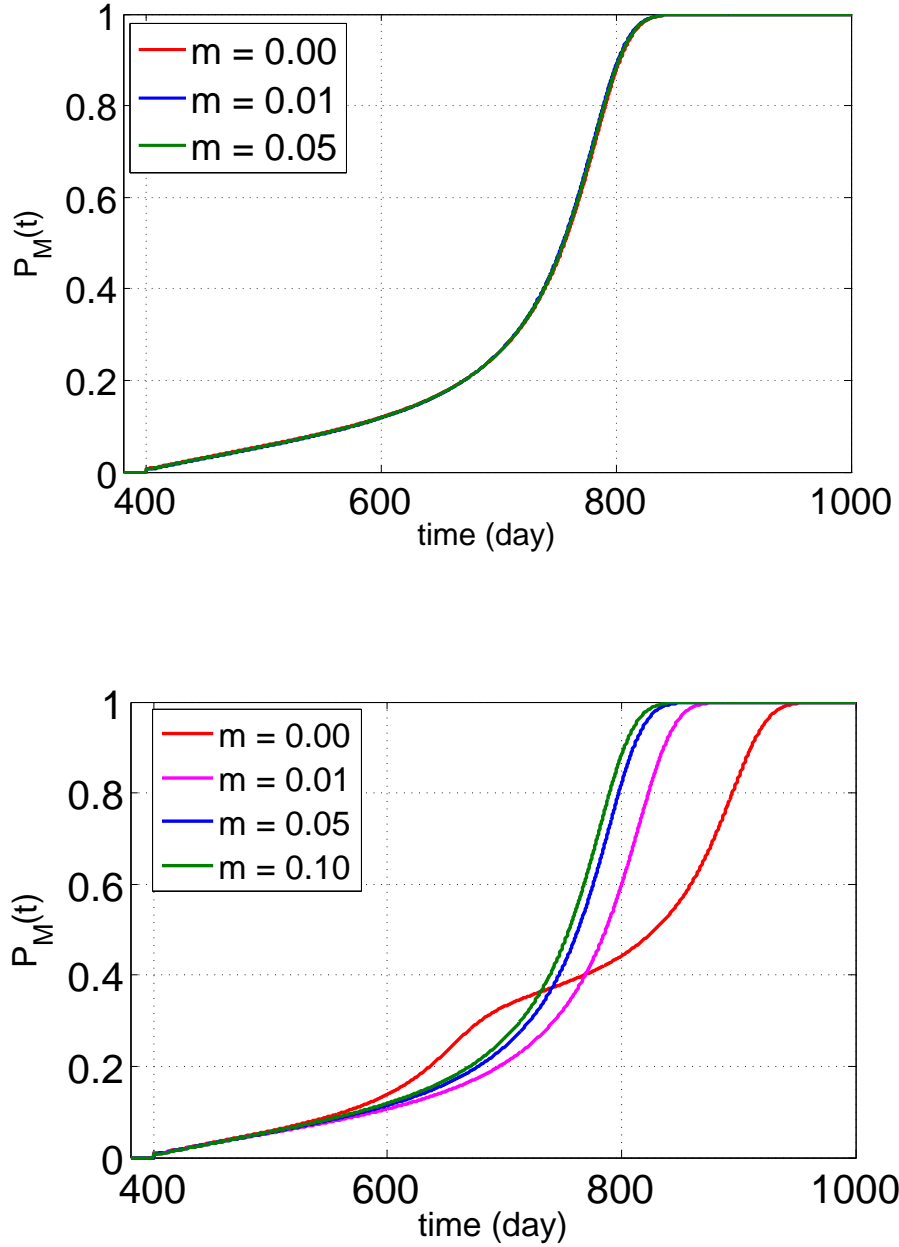 1
0.8
0.6
0.4
0.2
0
P_M(t)
m = 0.00
m = 0.01
m = 0.05
400 600 800 1000
time (day)
1
0.8
0.6
0.4
0.2
0
P_M(t)
m = 0.00
m = 0.01
m = 0.05
m = 0.10
400 600 800 1000
time (day)